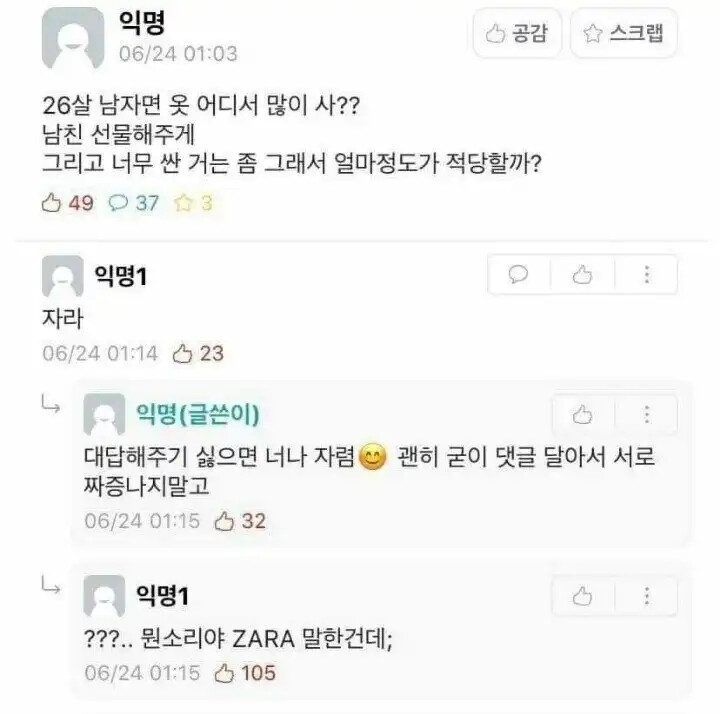 익명
06/24 01:03
공감
스크랩
26살 남자면 옷 어디서 많이 사??
남친 선물해주게
그리고 너무 싼 거는 좀 그래서 얼마정도가 적당할까?
49 37 3
익명1
자라
06/24 01:14 23
익명(글쓴이)
대답해주기 싫으면 너나 자렴😊 괜히 굳이 댓글 달아서 서로
짜증나지말고
06/24 01:15 32
익명1
???.. 뭔소리야 ZARA 말한건데;
06/24 01:15 105